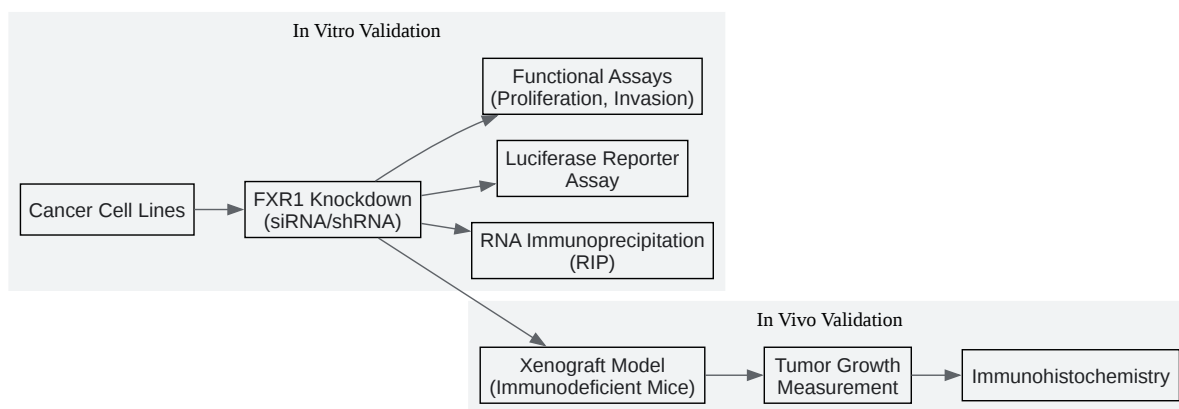 In Vitro Validation
Functional Assays
(Proliferation, Invasion)
Luciferase Reporter
Assay
Cancer Cell Lines
FXR1 Knockdown
(siRNA/shRNA)
RNA Immunoprecipitation
(RIP)
In Vivo Validation
Xenograft Model
(Immunodeficient Mice)
Tumor Growth
Measurement
Immunohistochemistry